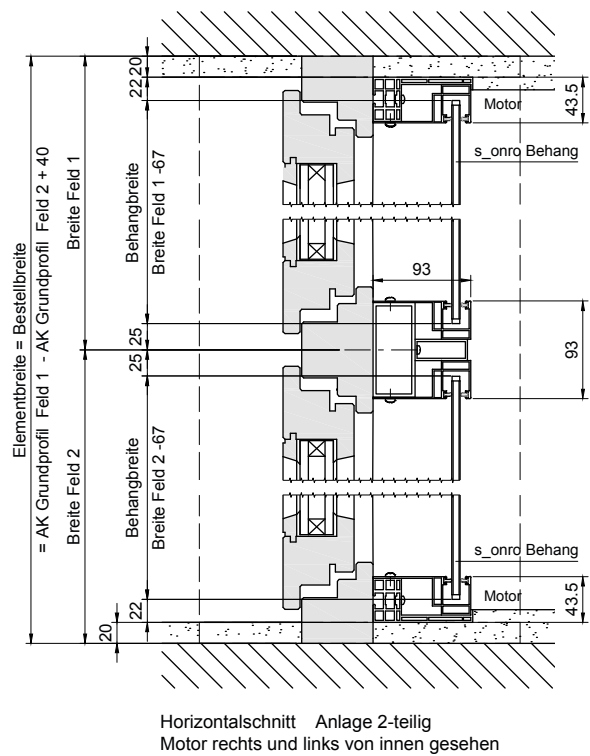 Elementbreite = Bestellbreite
= AK Grundprofil Feld 1 - AK Grundprofil Feld 2 + 40
Breite Feld 1
Breite Feld 2
20
22
Behangbreite
Breite Feld 1 -67
25
25
Behangbreite
Breite Feld 2 -67
22
20
Motor
43.5
s_onro Behang
93
93
s_onro Behang
Motor
43.5
Horizontalschnitt Anlage 2-teilig
Motor rechts und links von innen gesehen